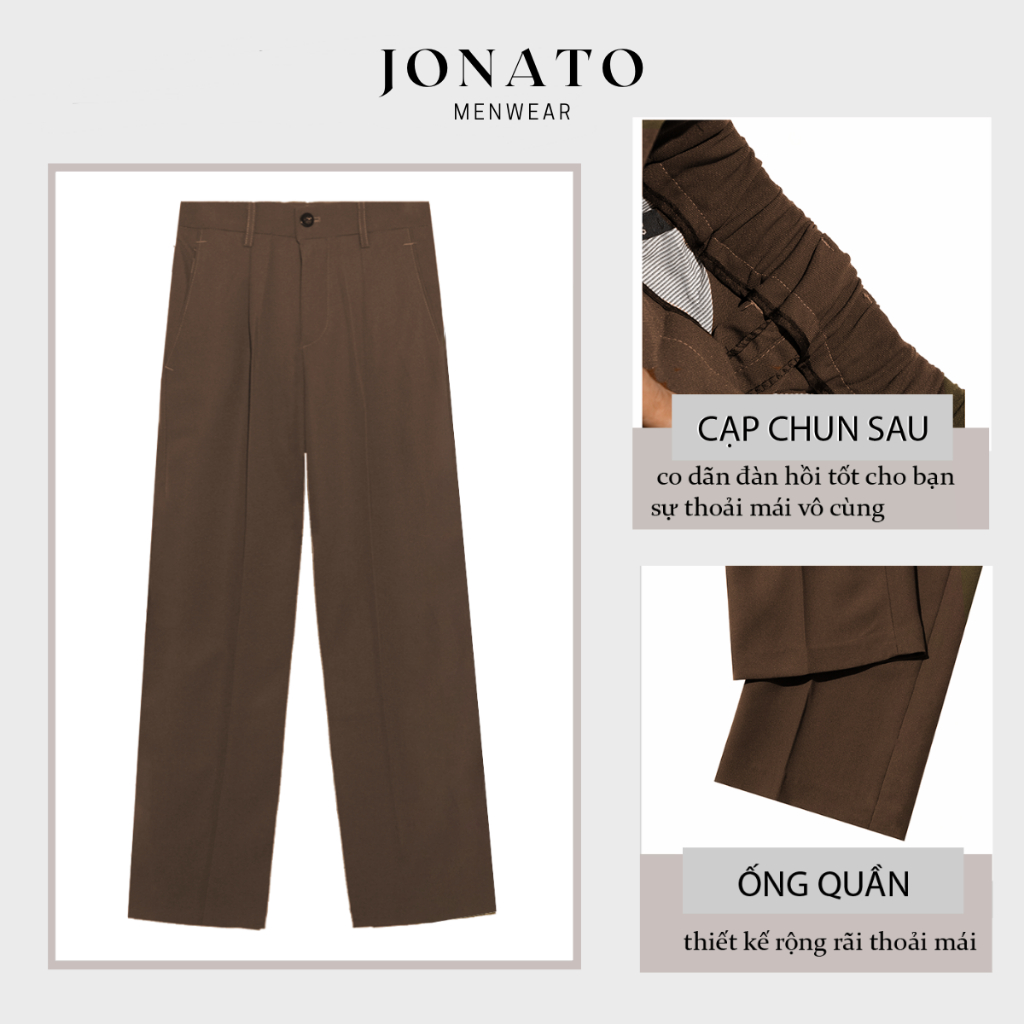 JONATO
MENWEAR
CẠP CHUN SAU
co dãn đàn hồi tốt cho bạn
sự thoải mái vô cùng
ỐNG QUẦN
thiết kế rộng rãi thoải mái